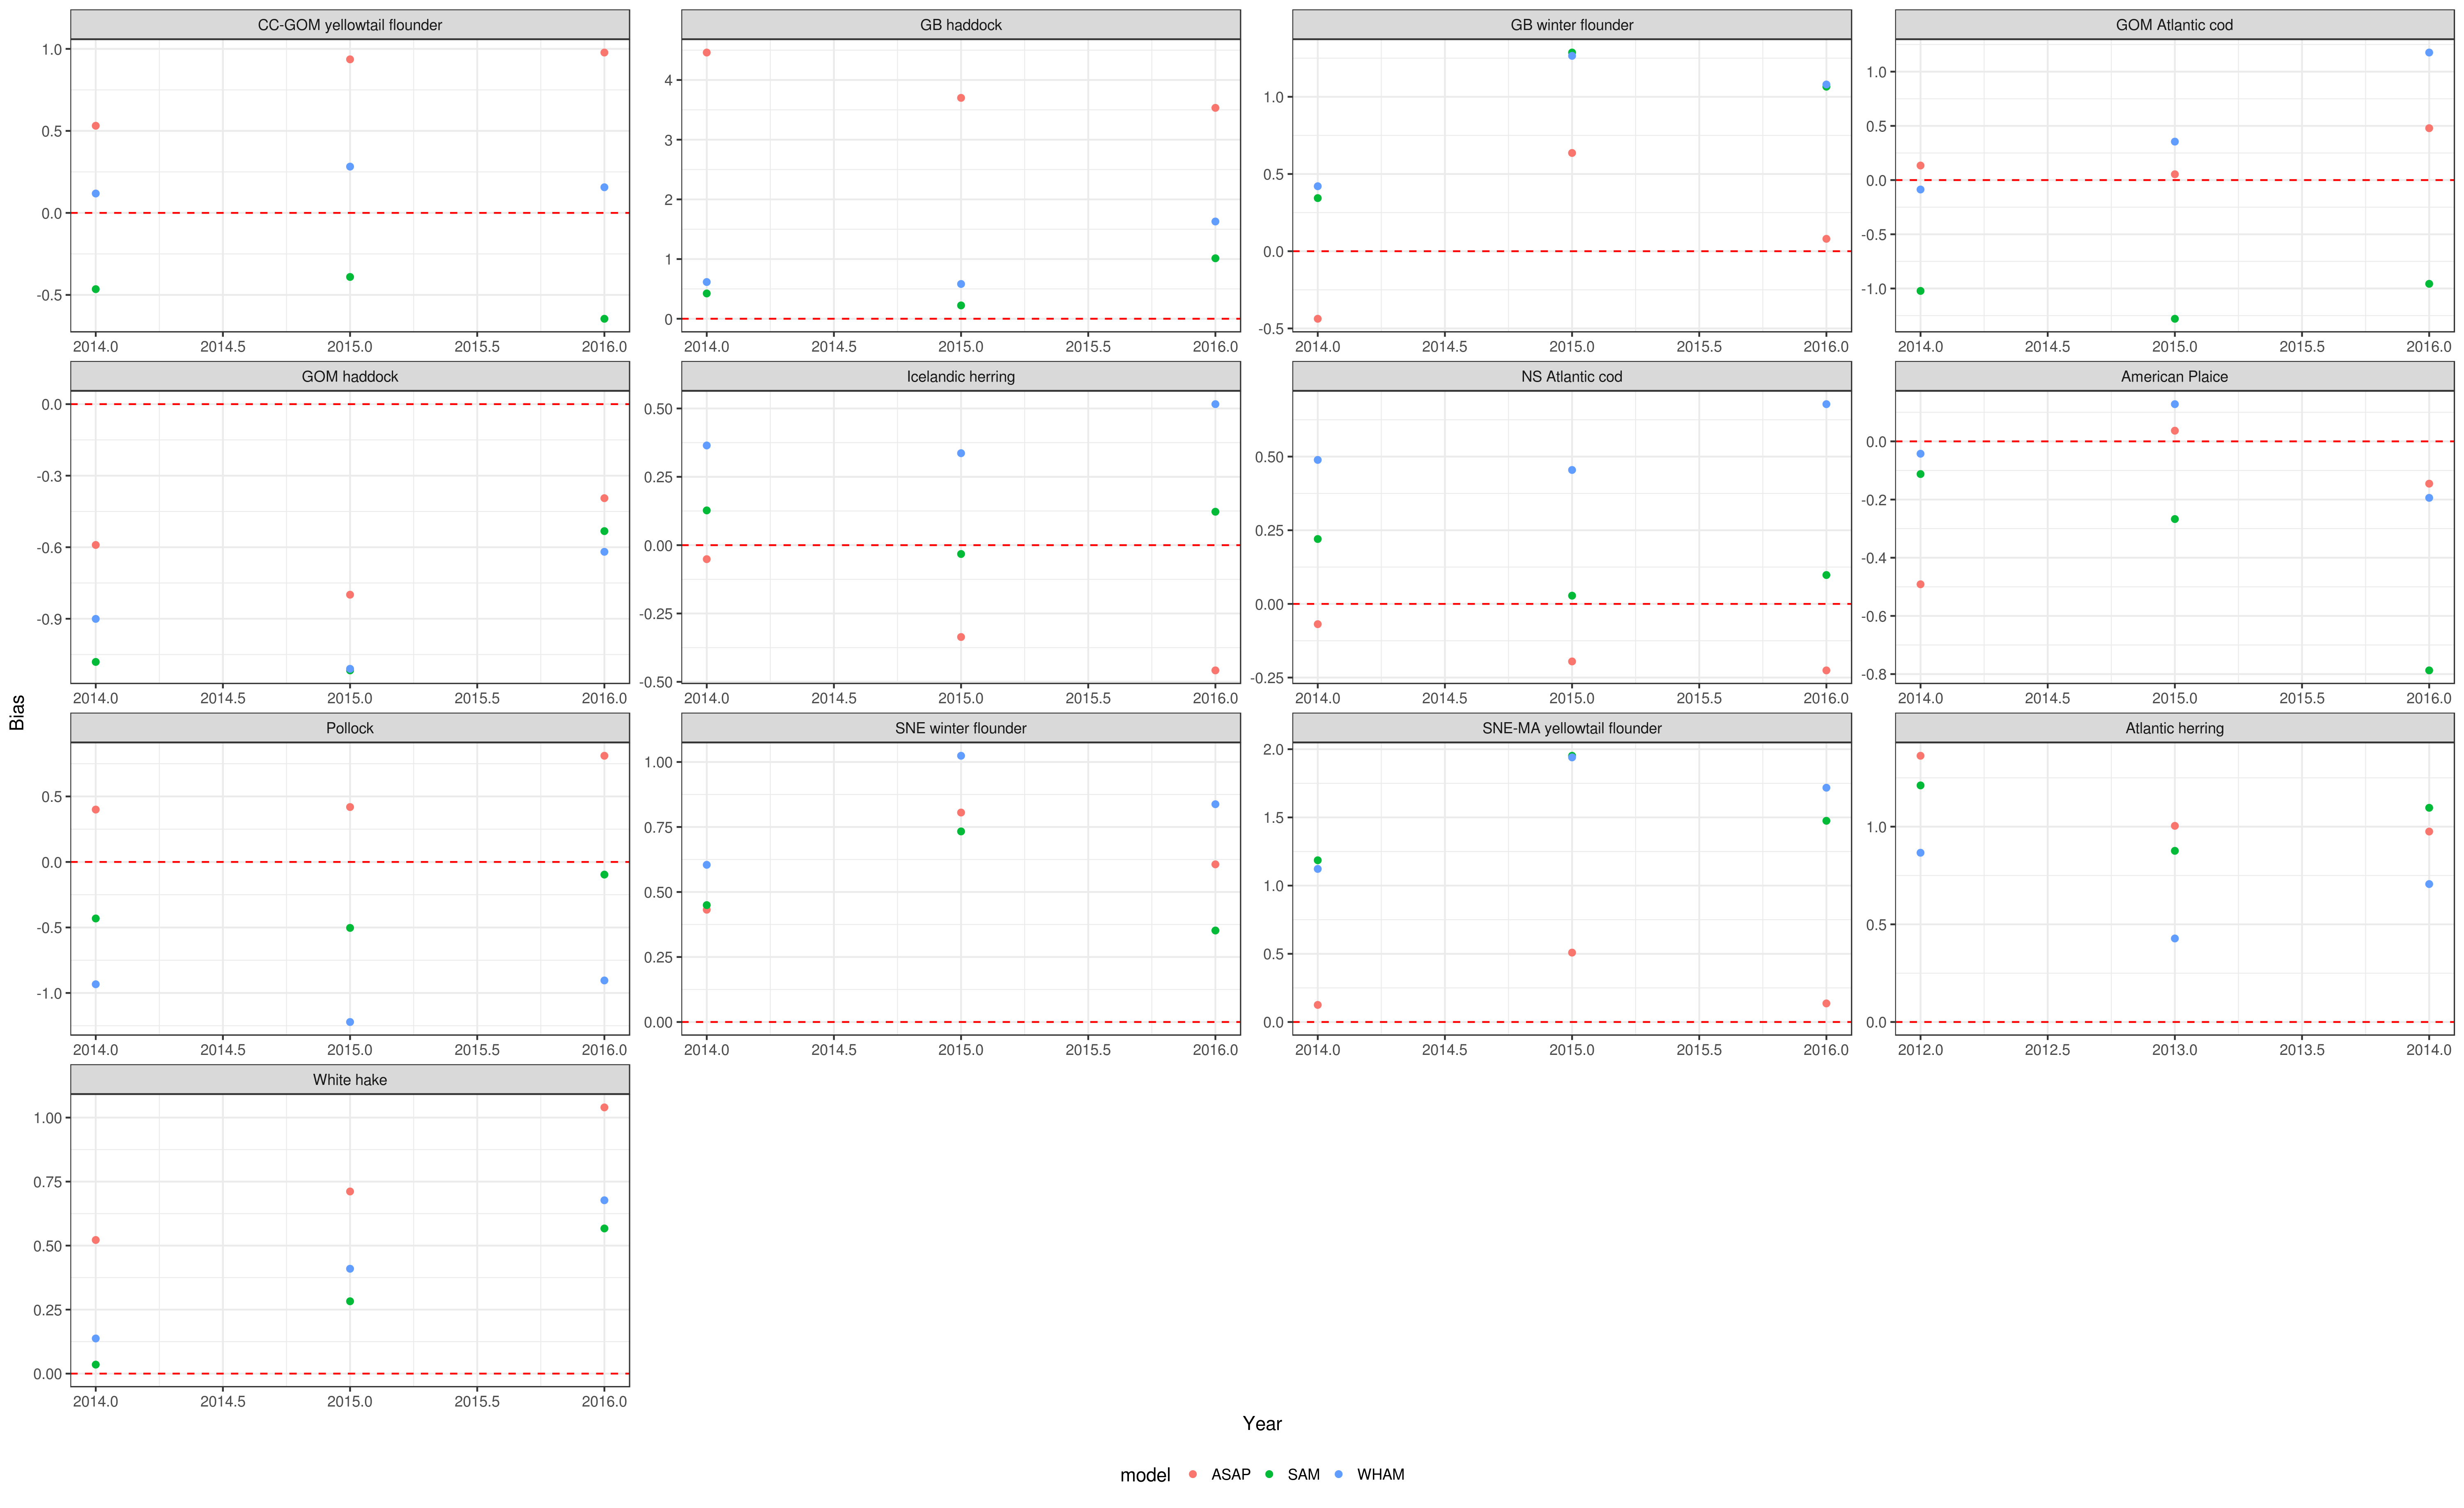 CC-GOM yellowtail flounder
GB haddock
GB winter flounder
GOM Atlantic cod
1.0
0.5
0.0
-0.5
4
3
2
1
0
1.0
0.5
0.0
-0.5
1.0
0.5
0.0
-0.5
-1.0
2014.0 2014.5 2015.0 2015.5 2016.0
2014.0 2014.5 2015.0 2015.5 2016.0
2014.0 2014.5 2015.0 2015.5 2016.0
2014.0 2014.5 2015.0 2015.5 2016.0
GOM haddock
Icelandic herring
NS Atlantic cod
American Plaice
0.0
-0.3
-0.6
-0.9
0.50
0.25
0.00
-0.25
-0.50
0.50
0.25
0.00
-0.25
0.0
-0.2
-0.4
-0.6
-0.8
2014.0 2014.5 2015.0 2015.5 2016.0
2014.0 2014.5 2015.0 2015.5 2016.0
2014.0 2014.5 2015.0 2015.5 2016.0
2014.0 2014.5 2015.0 2015.5 2016.0
Bias
Pollock
SNE winter flounder
SNE-MA yellowtail flounder
Atlantic herring
0.5
0.0
-0.5
-1.0
1.00
0.75
0.50
0.25
0.00
2.0
1.5
1.0
0.5
0.0
1.0
0.5
0.0
2014.0 2014.5 2015.0 2015.5 2016.0
2014.0 2014.5 2015.0 2015.5 2016.0
2014.0 2014.5 2015.0 2015.5 2016.0
2012.0 2012.5 2013.0 2013.5 2014.0
White hake
1.00
0.75
0.50
0.25
0.00
2014.0 2014.5 2015.0 2015.5 2016.0
Year
model ASAP SAM WHAM